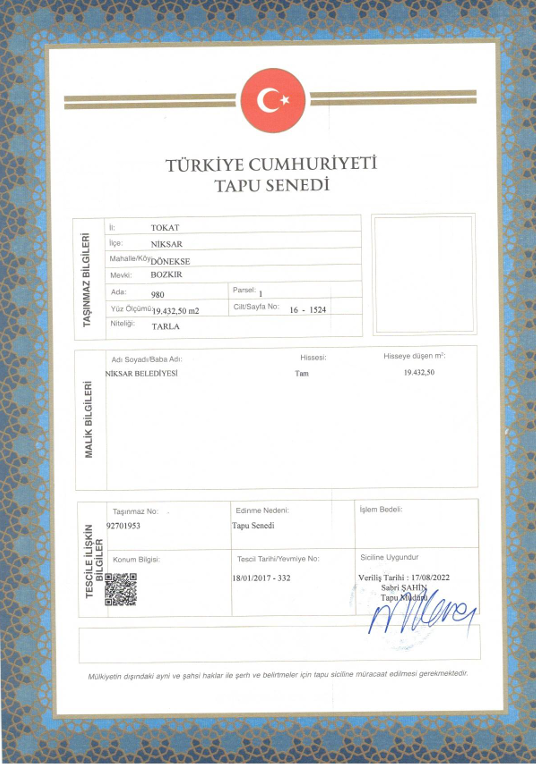 TÜRKİYE CUMHURİYETİ
TAPU SENEDİ
TAŞINMAZ BİLGİLERİ
İl: TOKAT
İlçe: NİKSAR
Mahalle/Köy: DÖNEKSE
Mevki: BOZKIR
Ada: 980 Parsel: 1
Yüz Ölçümü: 19.432,50 m2 Cilt/Sayfa No: 16 - 1524
Niteliği: TARLA
MALİK BİLGİLERİ
Adı Soyadı/Baba Adı: Hissesi: Hisseye düşen m²:
NİKSAR BELEDİYESİ Tam 19.432,50
TESCİLE İLİŞKİN BİLGİLER
Taşınmaz No: Edinme Nedeni: İşlem Bedeli:
92701953 Tapu Senedi
Konum Bilgisi: Tescil Tarihi/Yevmiye No: Siciline Uygundur
18/01/2017 - 332 Veriliş Tarihi : 17/08/2022
Sabri ŞAHİN
Tapu Müdürü
Mülkiyetin dışındaki ayni ve şahsi haklar ile şerh ve belirtmeler için tapu siciline müracaat edilmesi gerekmektedir.